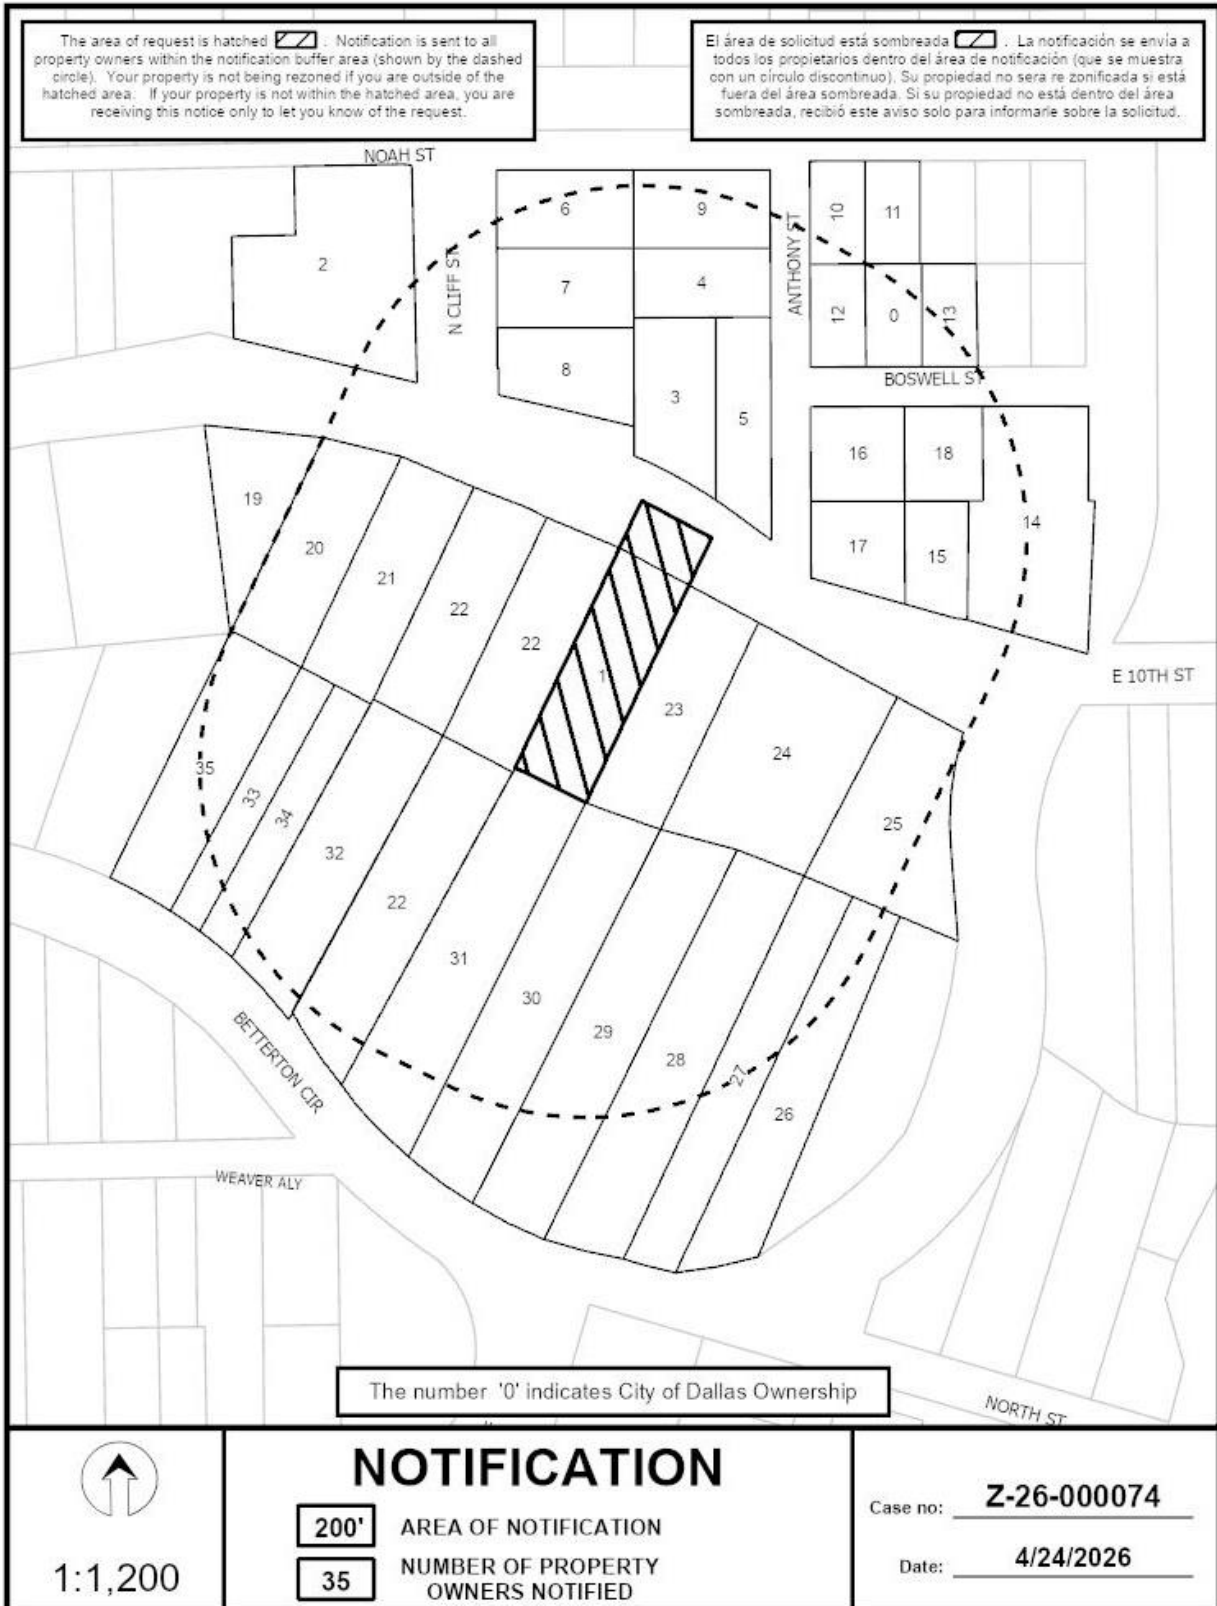 The area of request is hatched . Notification is sent to all
property owners within the notification buffer area (shown by the dashed
circle). Your property is not being rezoned if you are outside of the
hatched area. If your property is not within the hatched area, you are
receiving this notice only to let you know of the request.
El área de solicitud está sombreada . La notificación se envía a
todos los propietarios dentro del área de notificación (que se muestra
con un círculo discontinuo). Su propiedad no sera re zonificada si está
fuera del área sombreada. Si su propiedad no está dentro del área
sombreada, recibió este aviso solo para informarle sobre la solicitud.
NOAH ST
N CLIFF ST
ANTHONY ST
2
6
9
10
11
7
4
12
0
13
8
3
5
BOSWELL ST
16
18
14
17
15
19
20
21
22
22
1
23
24
25
E 10TH ST
35
33
34
32
22
31
30
29
28
27
26
BETTERTON CIR
WEAVER ALY
NORTH ST
The number '0' indicates City of Dallas Ownership
1:1,200
NOTIFICATION
200' AREA OF NOTIFICATION
35 NUMBER OF PROPERTY
OWNERS NOTIFIED
Case no: Z-26-000074
Date: 4/24/2026